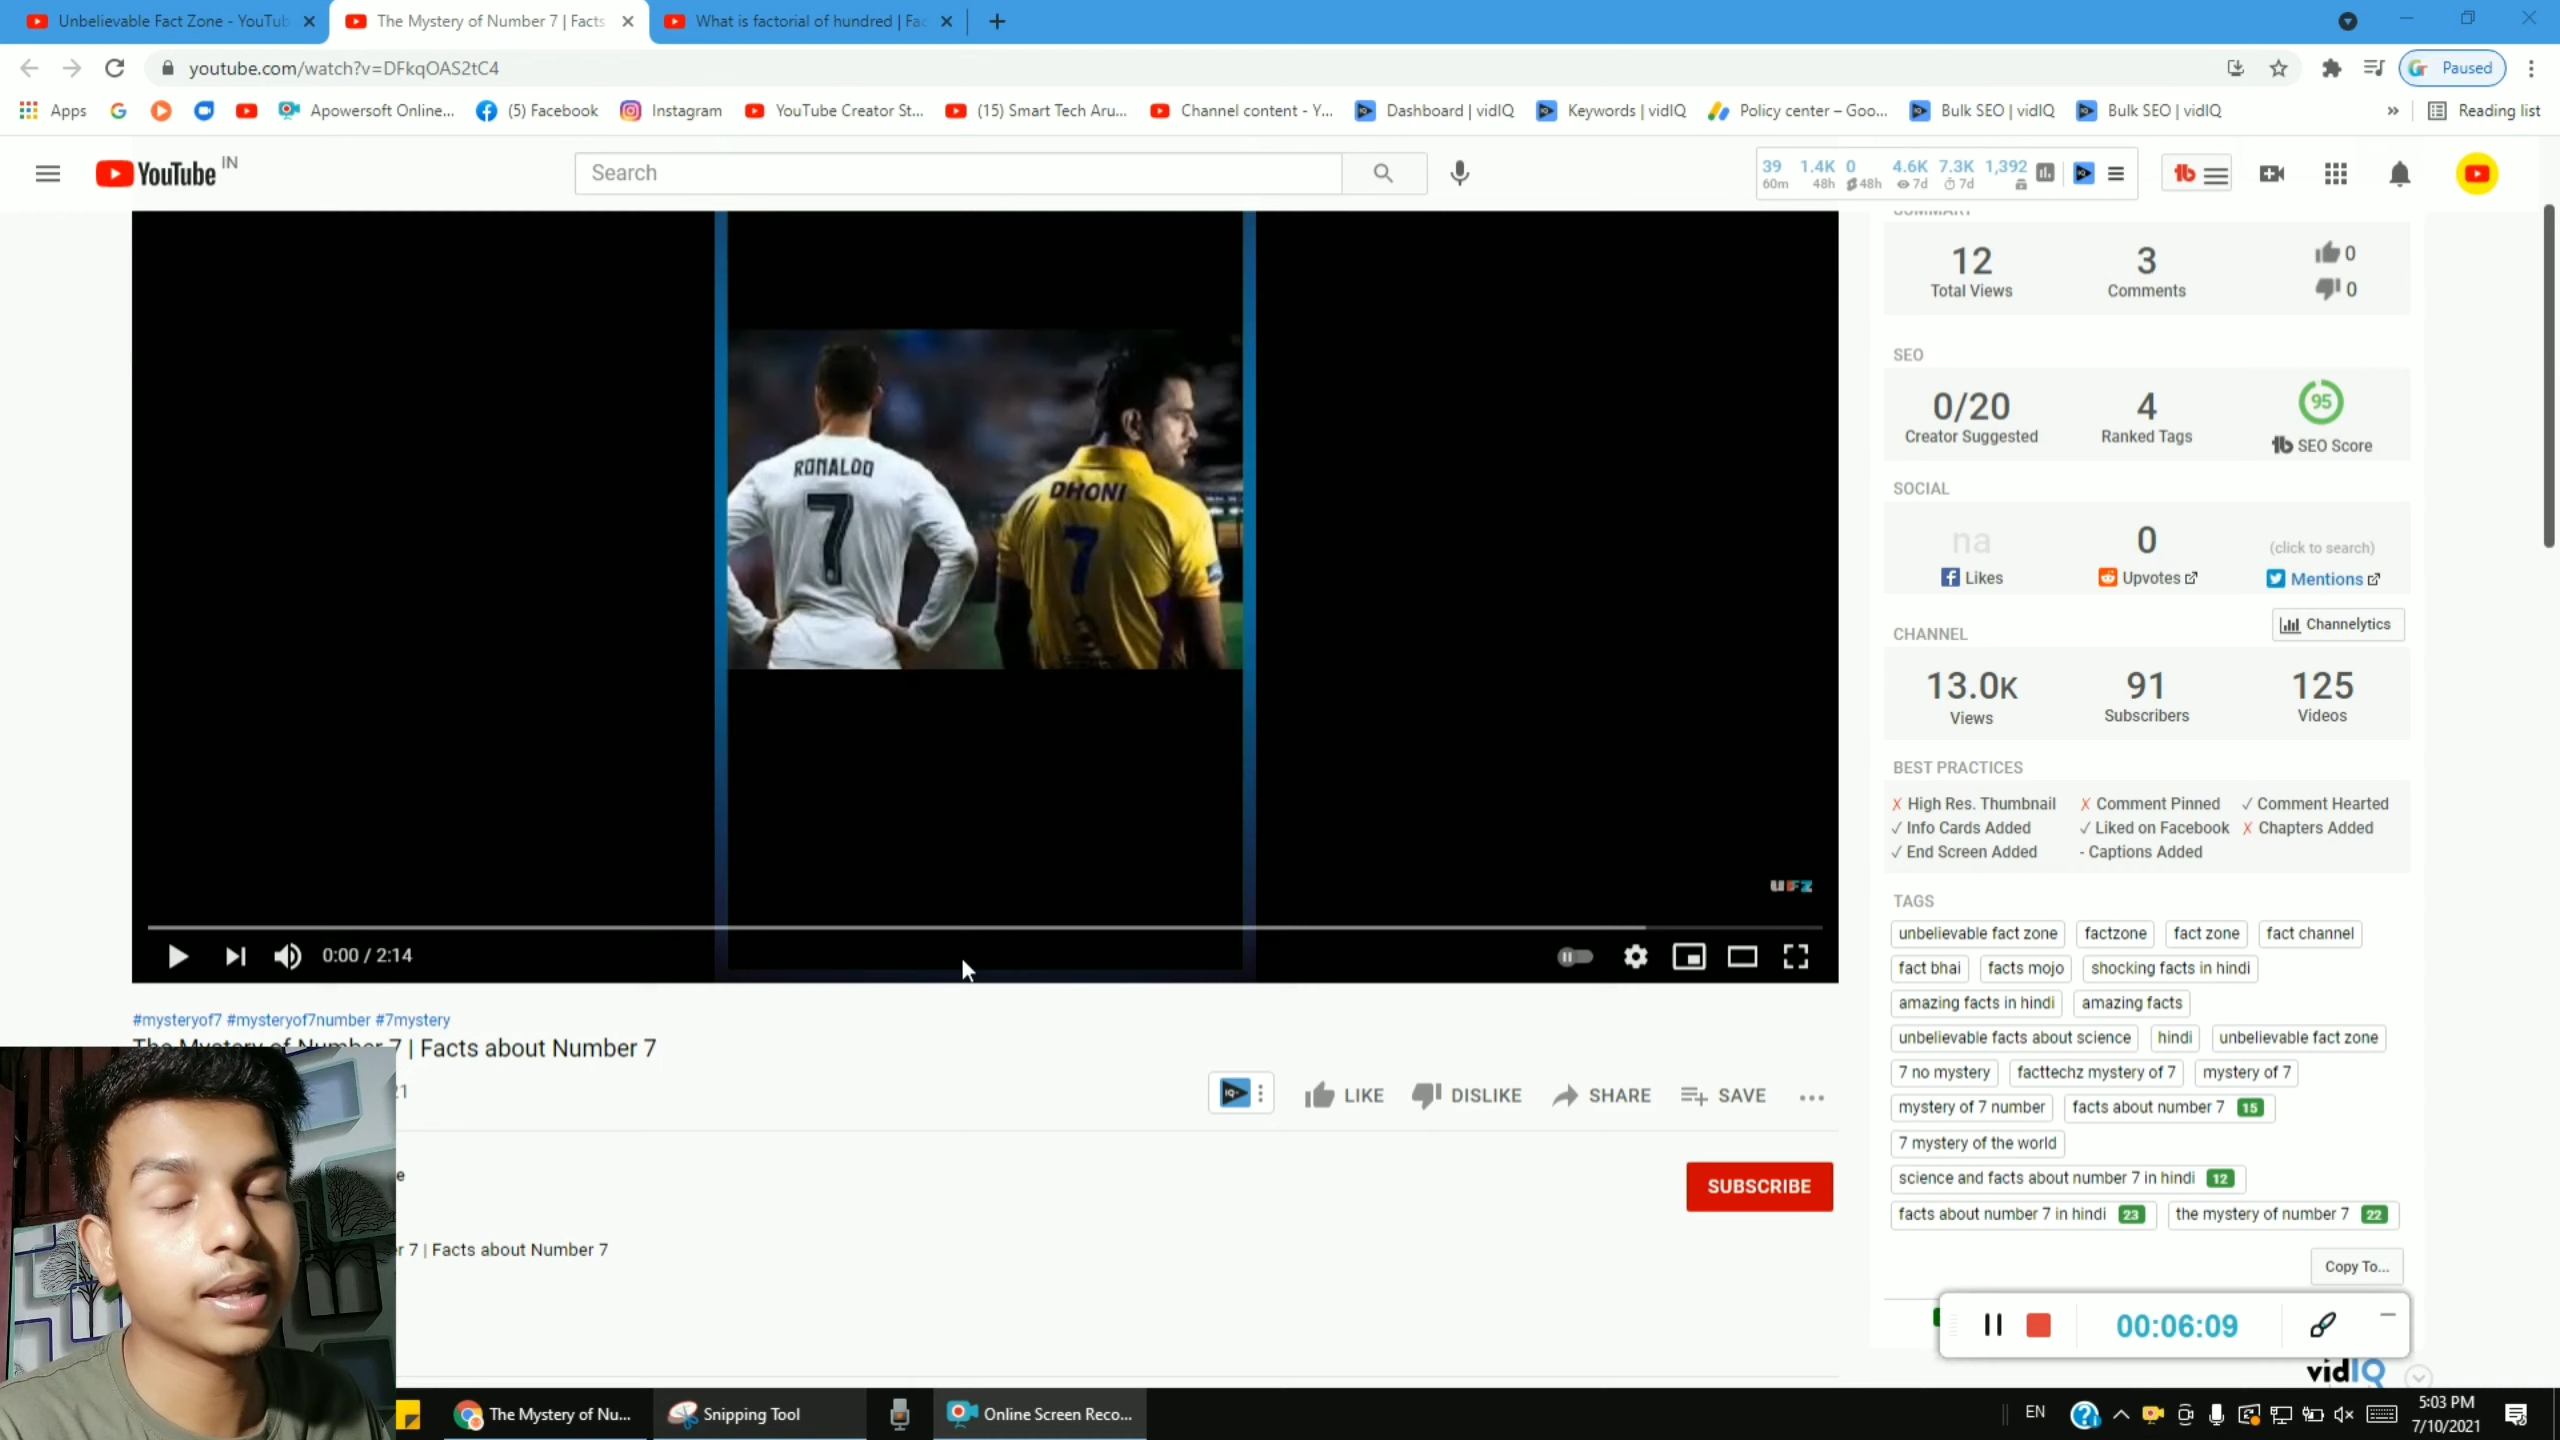 Unbelievable Fact Zone - YouTub
The Mystery of Number 7 | Facts
What is factorial of hundred | Fac
youtube.com/watch?v=DFkqOAS2tC4
Paused
Apps
Apowersoft Online...
(5) Facebook
Instagram
YouTube Creator St...
(15) Smart Tech Aru...
Channel content - Y...
Dashboard | vidIQ
Keywords | vidIQ
Policy center – Goo...
Bulk SEO | vidIQ
Bulk SEO | vidIQ
»
Reading list
YouTube IN
Search
39 1.4K 0 4.6K 7.3K 1,392
60m 48h 48h 7d 7d
SUMMARY
12 3 0
Total Views Comments 0
SEO
0/20 4 95
Creator Suggested Ranked Tags SEO Score
SOCIAL
na 0 (click to search)
Likes Upvotes Mentions
CHANNEL Channelytics
13.0K 91 125
Views Subscribers Videos
BEST PRACTICES
✗ High Res. Thumbnail ✗ Comment Pinned ✓ Comment Hearted
✓ Info Cards Added ✓ Liked on Facebook ✗ Chapters Added
✓ End Screen Added - Captions Added
TAGS
unbelievable fact zone factzone fact zone fact channel
fact bhai facts mojo shocking facts in hindi
amazing facts in hindi amazing facts
unbelievable facts about science hindi unbelievable fact zone
7 no mystery facttechz mystery of 7 mystery of 7
mystery of 7 number facts about number 7 15
7 mystery of the world
science and facts about number 7 in hindi 12
facts about number 7 in hindi 23 the mystery of number 7 22
Copy To...
RONALDO
7
DHONI
7
UFZ
0:00 / 2:14
#mysteryof7 #mysteryof7number #7mystery
The Mystery of Number 7 | Facts about Number 7
21
LIKE DISLIKE SHARE SAVE
e
SUBSCRIBE
r 7 | Facts about Number 7
00:06:09
vidIQ
The Mystery of Nu...
Snipping Tool
Online Screen Reco...
EN
5:03 PM
7/10/2021